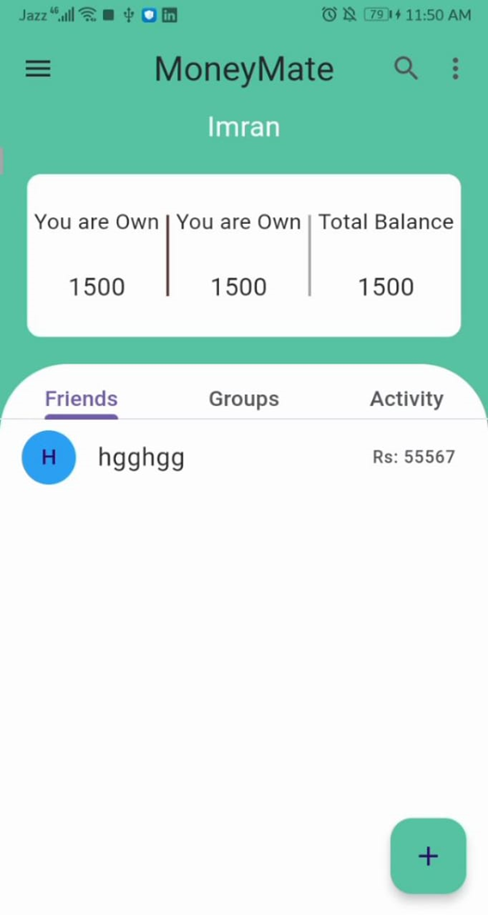 Jazz 46 79 11:50 AM
MoneyMate
Imran
You are Own You are Own Total Balance
1500 1500 1500
Friends Groups Activity
H hgghgg Rs: 55567
+